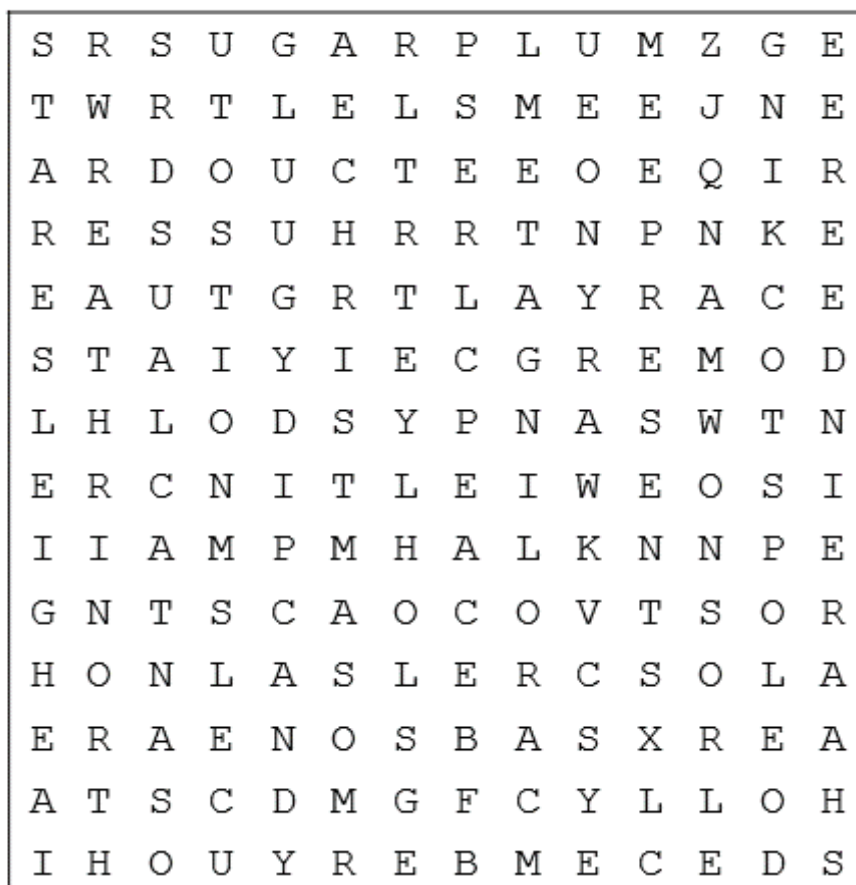 S R S U G A R P L U M Z G E
T W R T L E L S M E E J N E
A R D O U C T E E O E Q I R
R E S S U H R R T N P N K E
E A U T G R T L A Y R A C E
S T A I Y I E C G R E M O D
L H L O D S Y P N A S W T N
E R C N I T L E I W E O S I
I I A M P M H A L K N N P E
G N T S C A O C O V T S O R
H O N L A S L E R C S O L A
E R A E N O S B A S X R E A
A T S C D M G F C Y L L O H
I H O U Y R E B M E C E D S